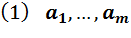 (1) a₁, … , aₘ